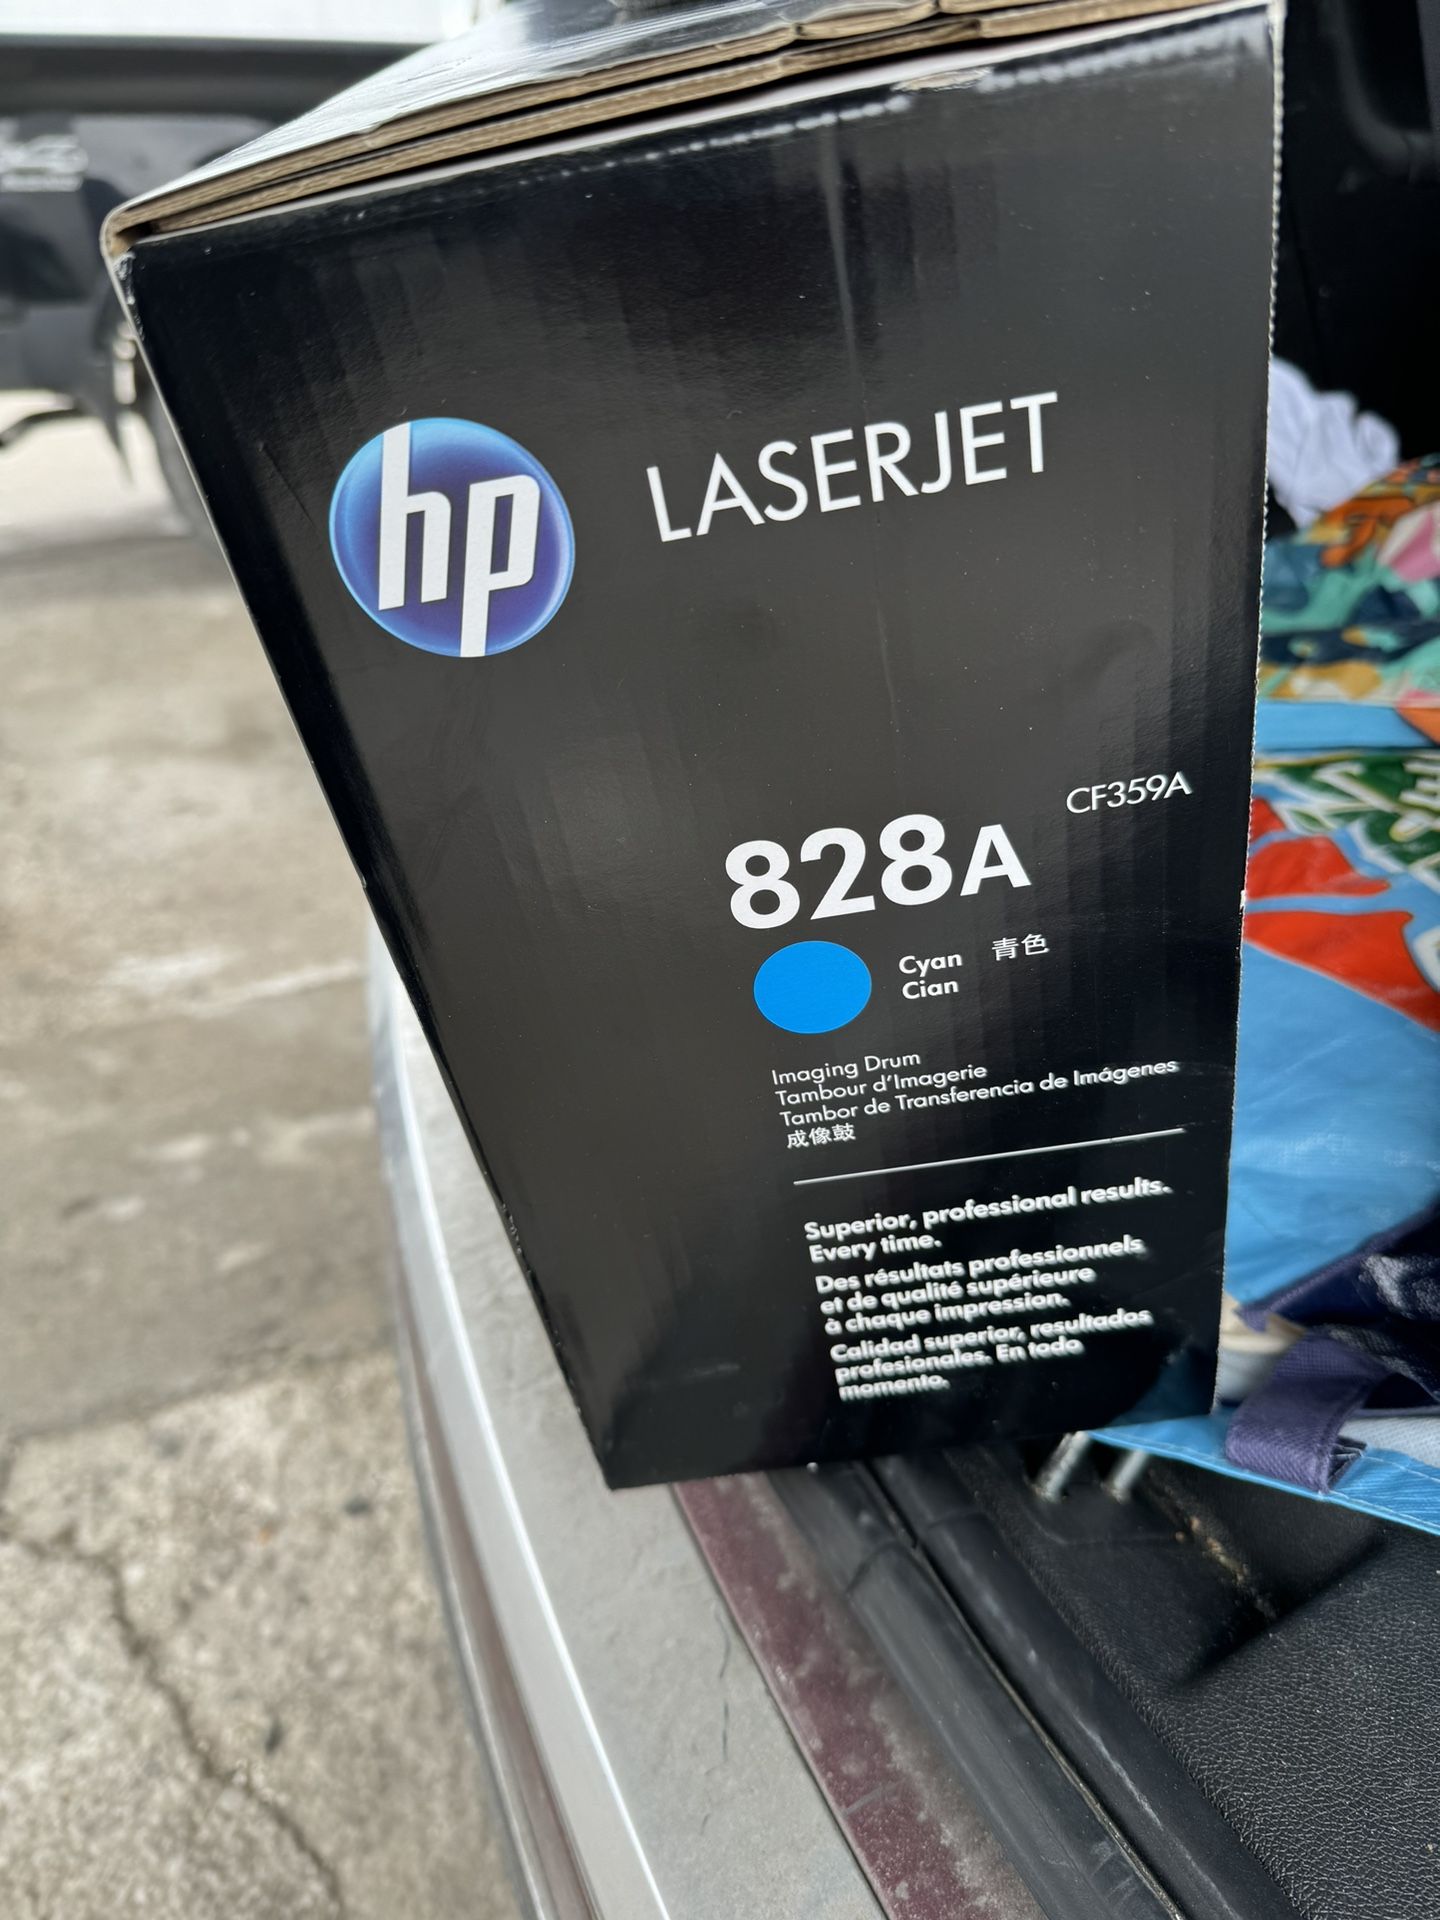 hp
LASERJET
CF359A
828A
Cyan 青色
Cian
Imaging Drum
Tambour d'Imagerie
Tambor de Transferencia de Imágenes
成像鼓
Superior, professional results.
Every time.
Des résultats professionnels
et de qualité supérieure
à chaque impression.
Calidad superior, resultados
profesionales. En todo
momento.